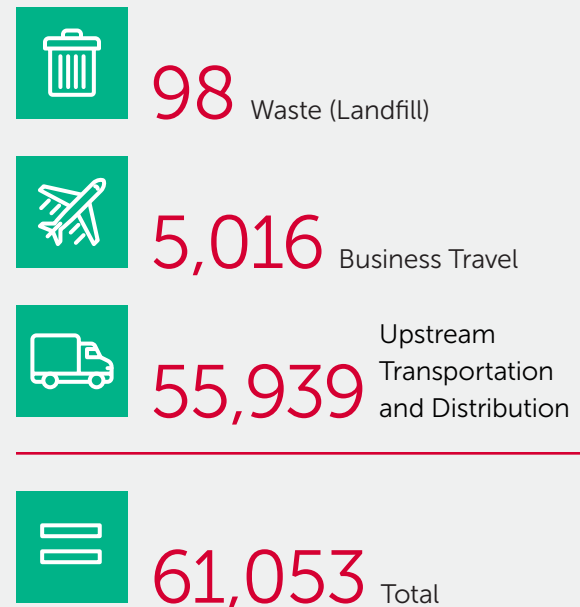 98 Waste (Landfill)
5,016 Business Travel
55,939 Upstream
Transportation
and Distribution
61,053 Total